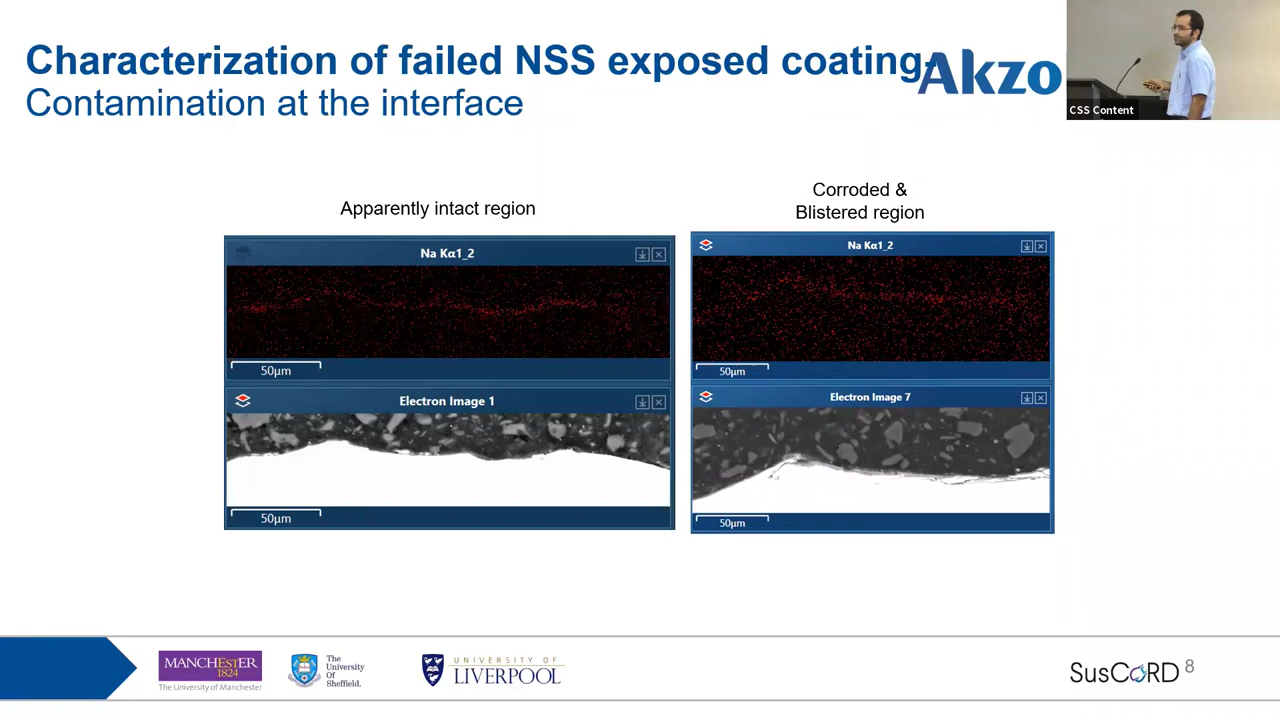 Characterization of failed NSS exposed coating-
Akzo
Contamination at the interface
CSS Content
Apparently intact region
Corroded &
Blistered region
Na Kα1_2
50μm
Electron Image 1
50μm
Na Kα1_2
50μm
Electron Image 7
50μm
MANCHESTER
1824
The University of Manchester
The
University
Of
Sheffield.
UNIVERSITY OF
LIVERPOOL
SusCoRD
8